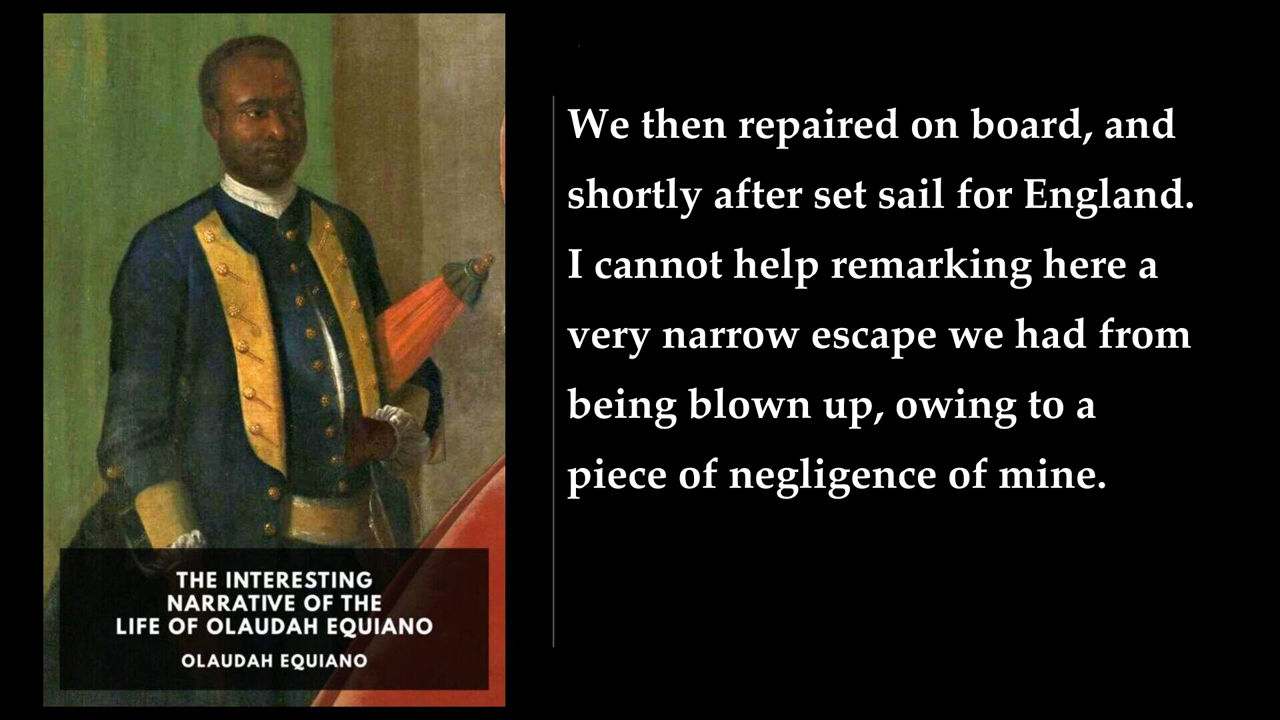 We then repaired on board, and
shortly after set sail for England.
I cannot help remarking here a
very narrow escape we had from
being blown up, owing to a
piece of negligence of mine.
THE INTERESTING
NARRATIVE OF THE
LIFE OF OLAUDAH EQUIANO
OLAUDAH EQUIANO